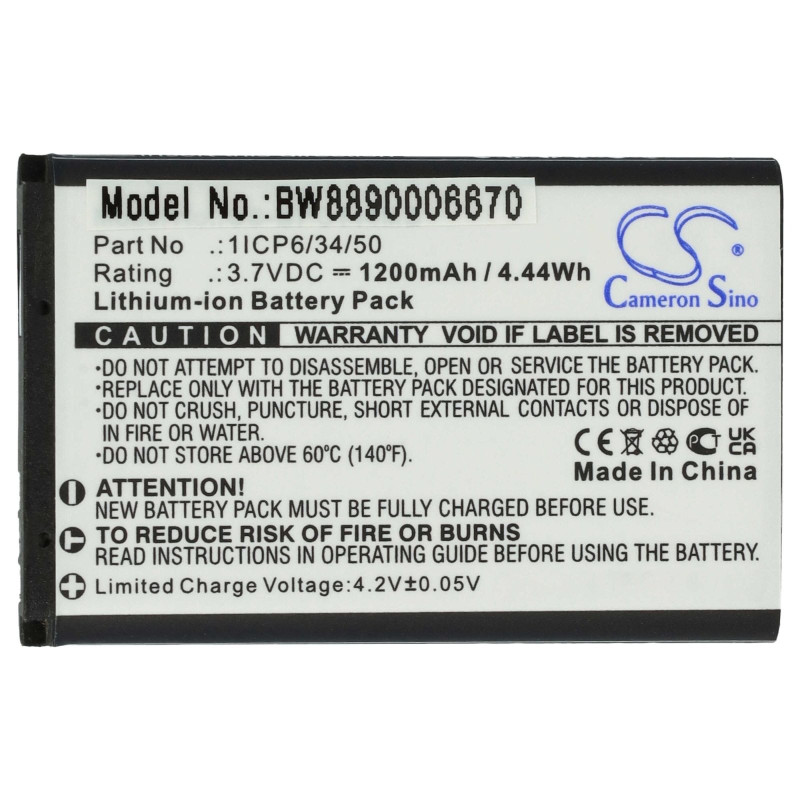 Model No.:BW8890006670
Part No .:1ICP6/34/50
Rating .:3.7VDC ⎓ 1200mAh / 4.44Wh
Lithium-ion Battery Pack
CS ®
Cameron Sino
CAUTION WARRANTY VOID IF LABEL IS REMOVED
•DO NOT ATTEMPT TO DISASSEMBLE, OPEN OR SERVICE THE BATTERY PACK.
•REPLACE ONLY WITH THE BATTERY PACK DESIGNATED FOR THIS PRODUCT.
•DO NOT CRUSH, PUNCTURE, SHORT EXTERNAL CONTACTS OR DISPOSE OF
IN FIRE OR WATER.
•DO NOT STORE ABOVE 60°C (140°F).
CE PC UK
CA
Made In China
ATTENTION!
NEW BATTERY PACK MUST BE FULLY CHARGED BEFORE USE.
TO REDUCE RISK OF FIRE OR BURNS
READ INSTRUCTIONS IN OPERATING GUIDE BEFORE BATTERY USE.
Limited Charge Voltage:4.2V±0.05V